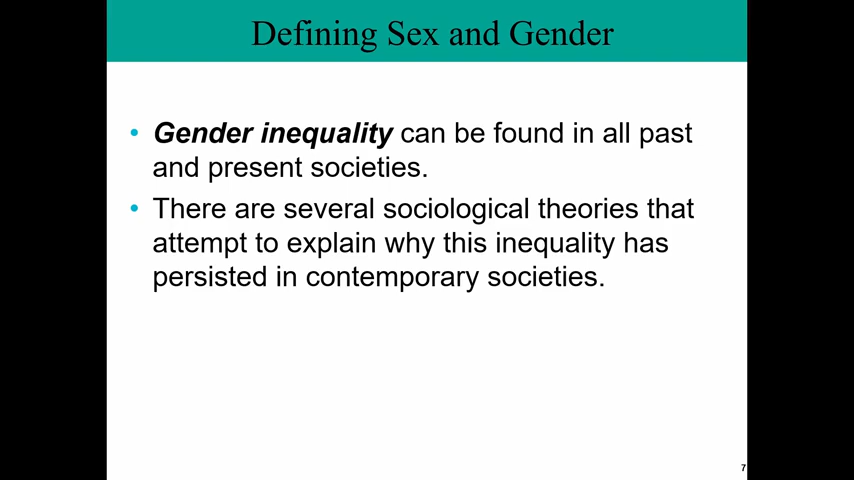 Defining Sex and Gender
• Gender inequality can be found in all past
and present societies.
• There are several sociological theories that
attempt to explain why this inequality has
persisted in contemporary societies.
7